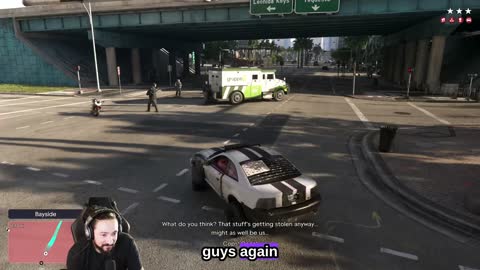 Leonida Keys
Bayside
What do you think? That stuff's getting stolen anyway...
might as well be us...
guys again